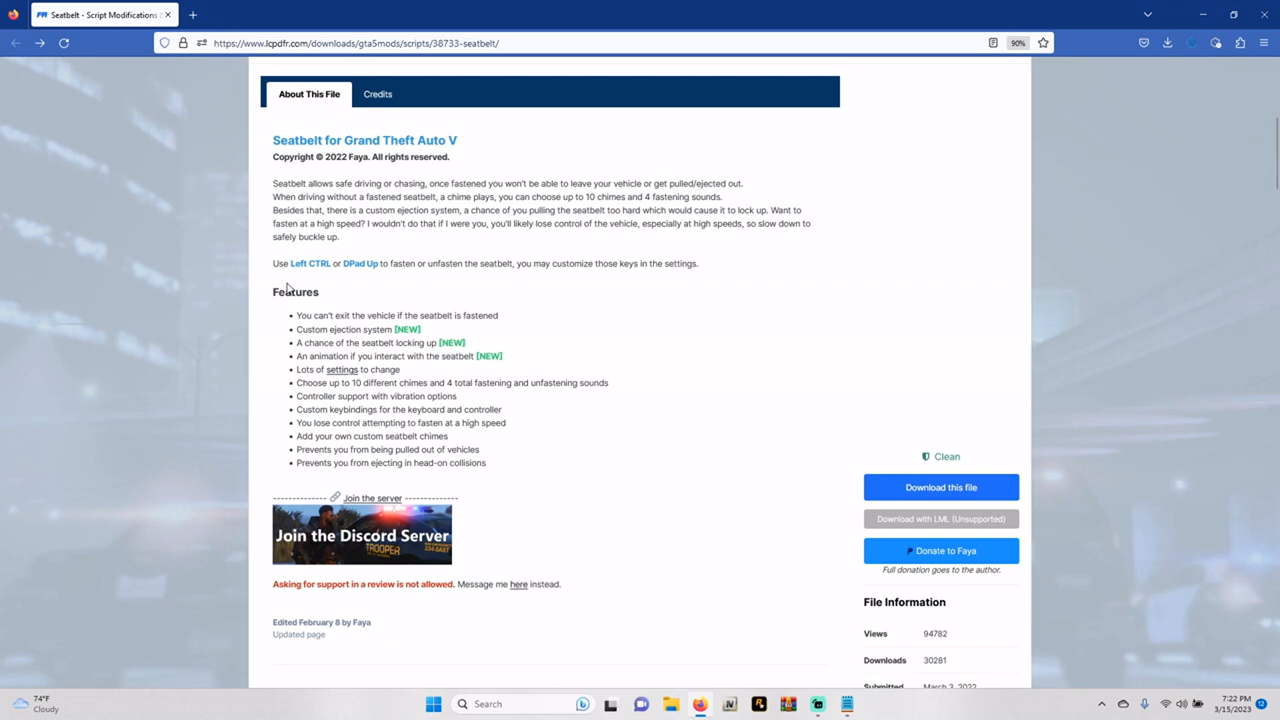 Seatbelt - Script Modifications
https://www.lcpdfr.com/downloads/gta5mods/scripts/38733-seatbelt/
90%
About This File
Credits
Seatbelt for Grand Theft Auto V
Copyright © 2022 Faya. All rights reserved.
Seatbelt allows safe driving or chasing, once fastened you won't be able to leave your vehicle or get pulled/ejected out.
When driving without a fastened seatbelt, a chime plays, you can choose up to 10 chimes and 4 fastening sounds.
Besides that, there is a custom ejection system, a chance of you pulling the seatbelt too hard which would cause it to lock up. Want to
fasten at a high speed? I wouldn't do that if I were you, you'll likely lose control of the vehicle, especially at high speeds, so slow down to
safely buckle up.
Use Left CTRL or DPad Up to fasten or unfasten the seatbelt, you may customize those keys in the settings.
Features
• You can't exit the vehicle if the seatbelt is fastened
• Custom ejection system [NEW]
• A chance of the seatbelt locking up [NEW]
• An animation if you interact with the seatbelt [NEW]
• Lots of settings to change
• Choose up to 10 different chimes and 4 total fastening and unfastening sounds
• Controller support with vibration options
• Custom keybindings for the keyboard and controller
• You lose control attempting to fasten at a high speed
• Add your own custom seatbelt chimes
• Prevents you from being pulled out of vehicles
• Prevents you from ejecting in head-on collisions
------------- Join the server -------------
Join the Discord Server
TROOPER
Asking for support in a review is not allowed. Message me here instead.
Edited February 8 by Faya
Updated page
Clean
Download this file
Download with LML (Unsupported)
Donate to Faya
Full donation goes to the author.
File Information
Views 94782
Downloads 30281
Submitted March 3, 2022
74°F
Cloudy
Search
7:22 PM
3/15/2023